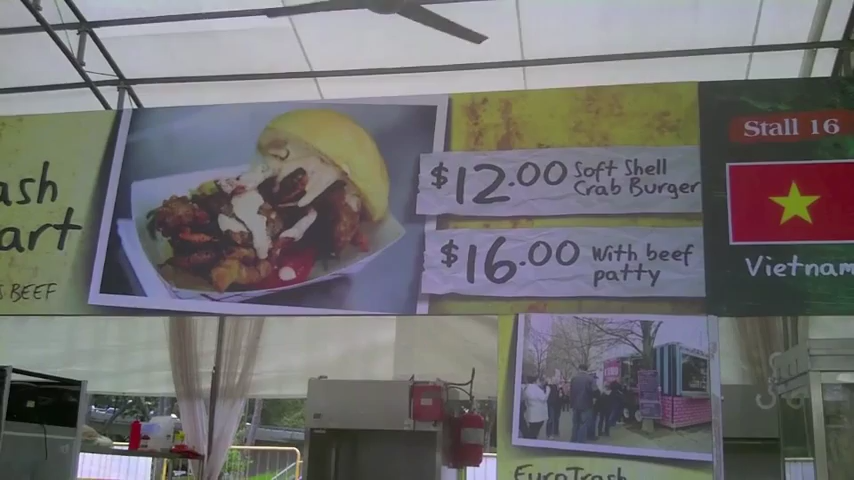 ash
art
S BEEF
$12.00 Soft Shell
Crab Burger
$16.00 With beef
patty
Stall 16
Vietnam
EuroTrash